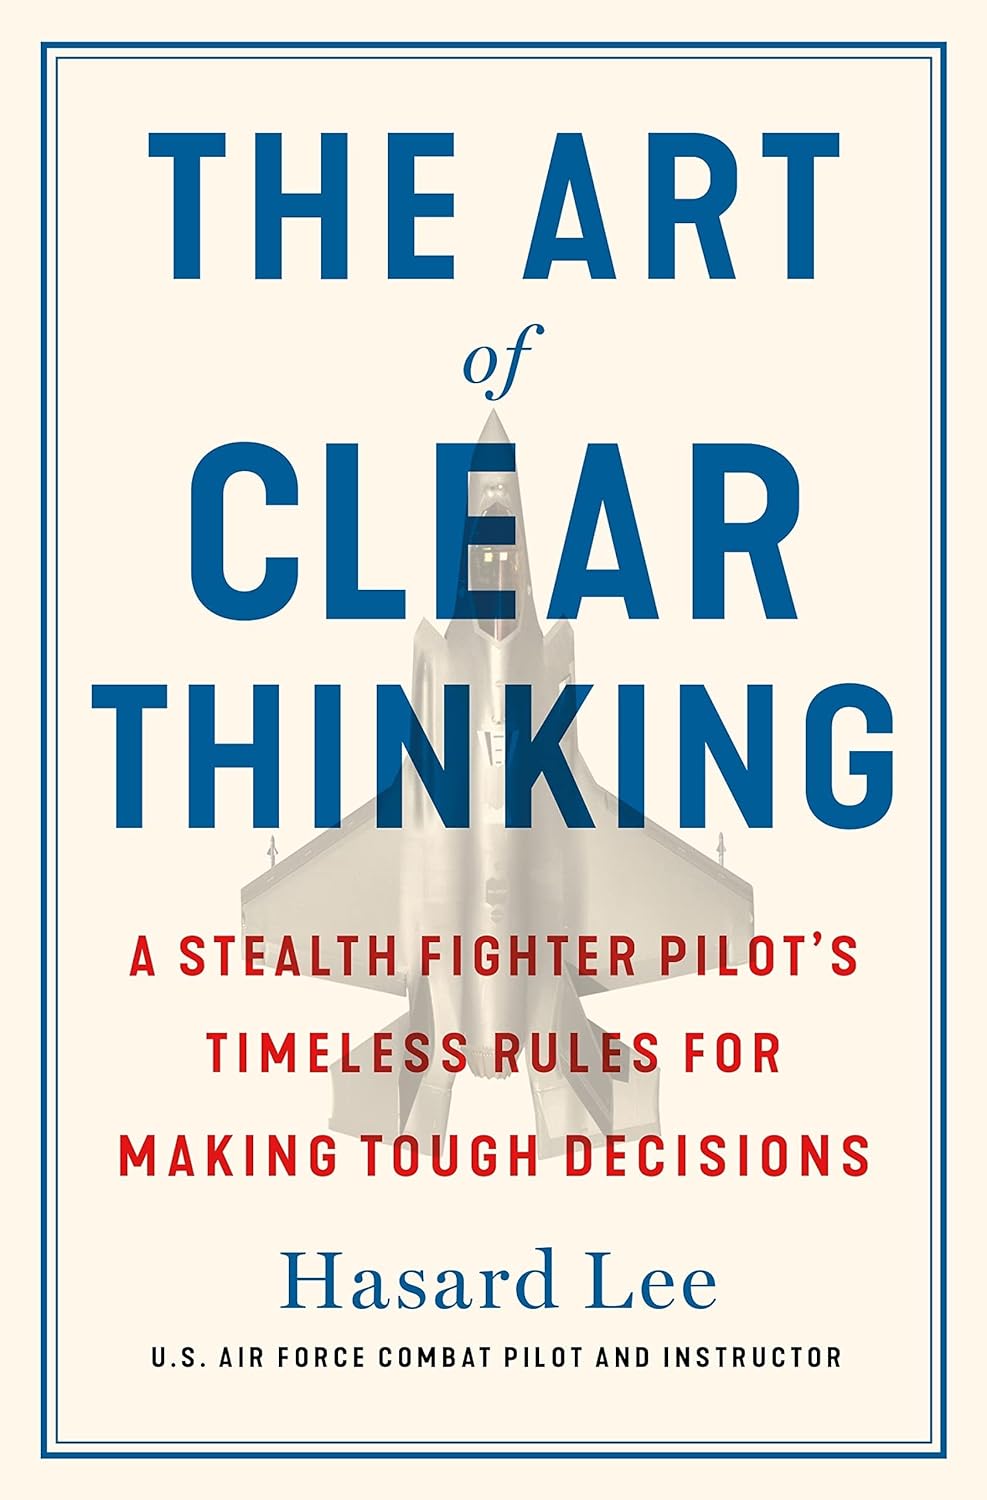 THE ART
of
CLEAR
THINKING
A STEALTH FIGHTER PILOT’S
TIMELESS RULES FOR
MAKING TOUGH DECISIONS
Hasard Lee
U.S. AIR FORCE COMBAT PILOT AND INSTRUCTOR